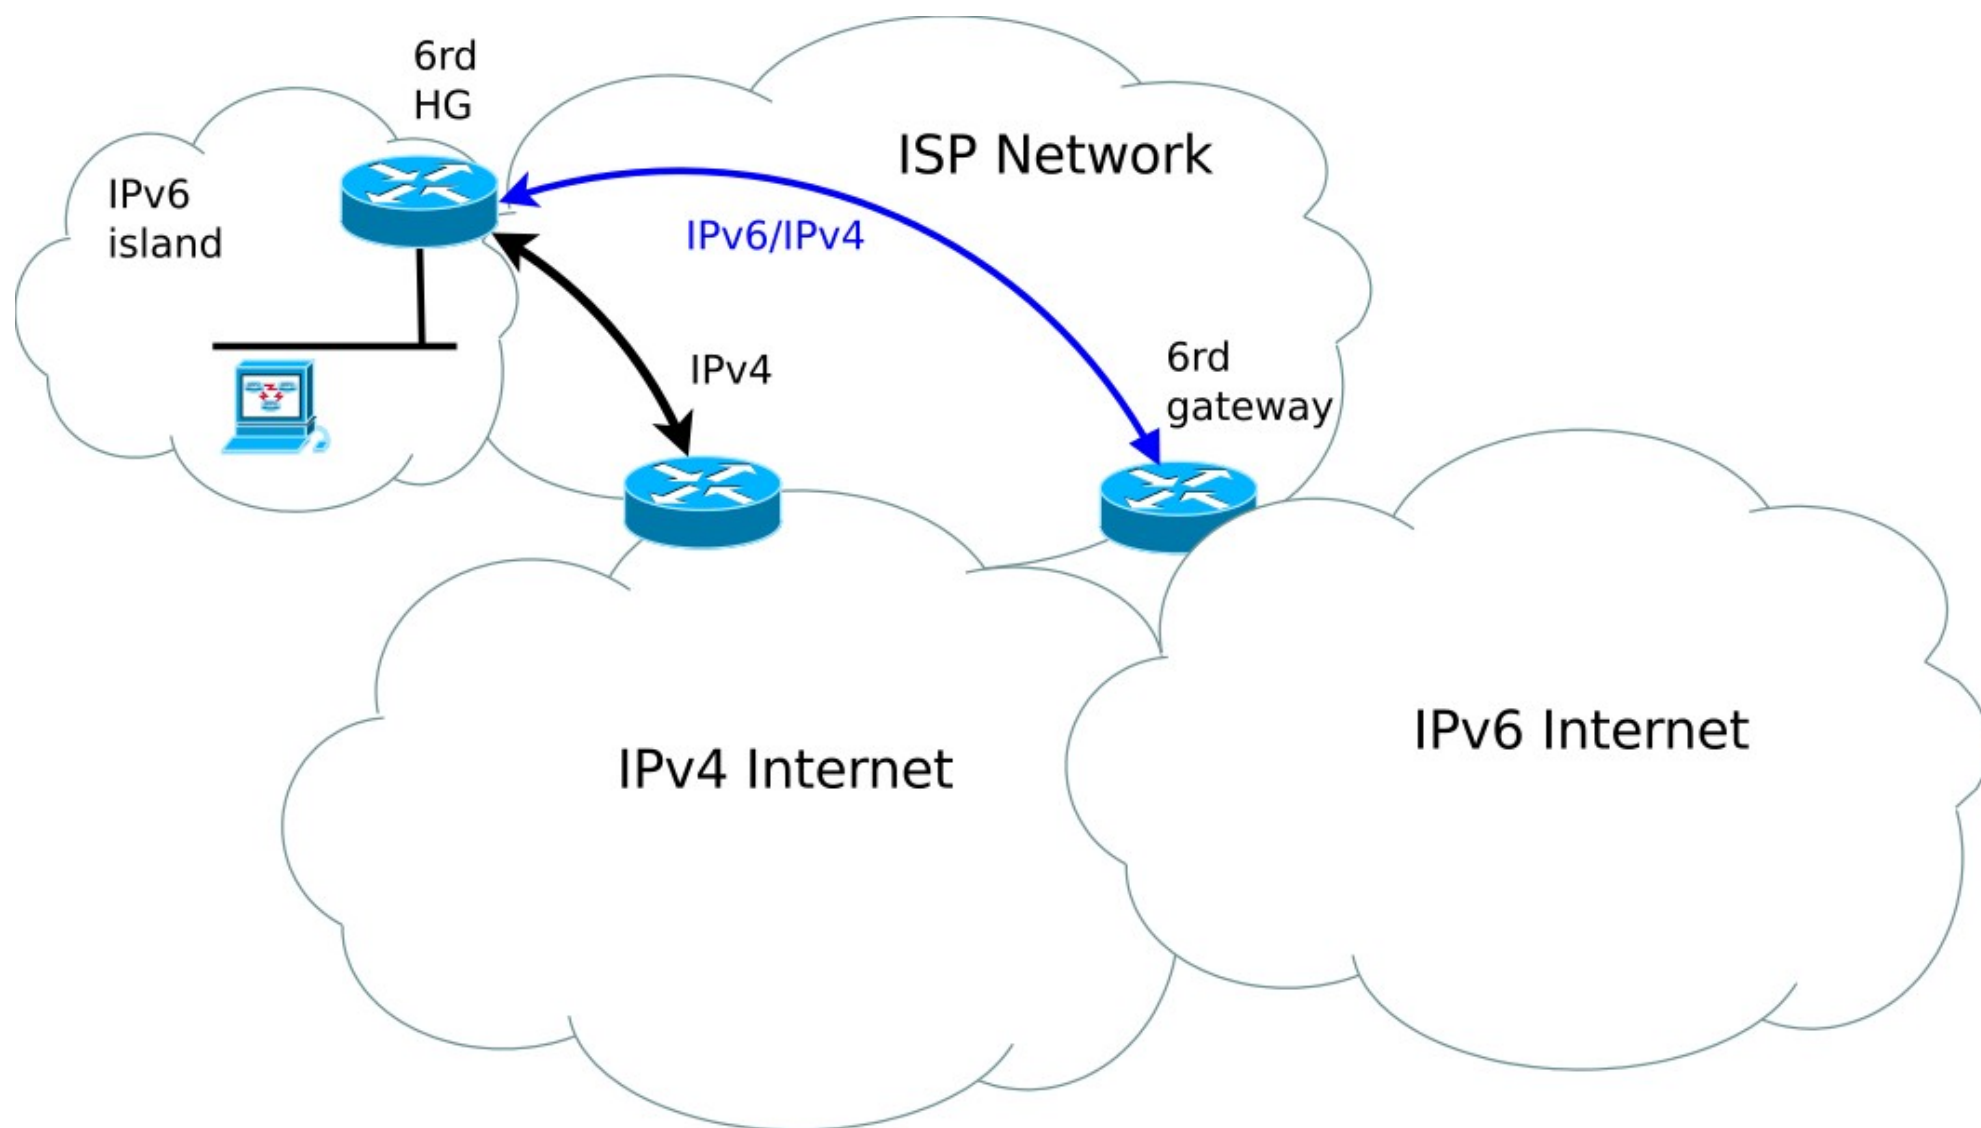 6rd
HG
ISP Network
IPv6
island
IPv6/IPv4
IPv4
6rd
gateway
IPv4 Internet
IPv6 Internet